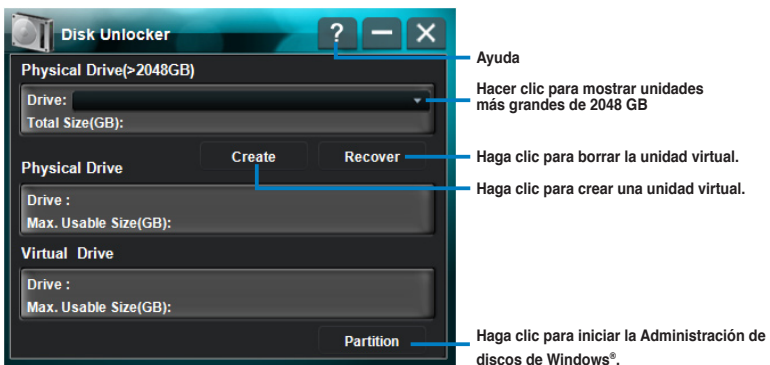 Disk Unlocker
?
Physical Drive(>2048GB)
Drive:
Total Size(GB):
Create
Recover
Physical Drive
Drive :
Max. Usable Size(GB):
Virtual Drive
Drive :
Max. Usable Size(GB):
Partition
Ayuda
Hacer clic para mostrar unidades
más grandes de 2048 GB
Haga clic para borrar la unidad virtual.
Haga clic para crear una unidad virtual.
Haga clic para iniciar la Administración de
discos de Windows®.